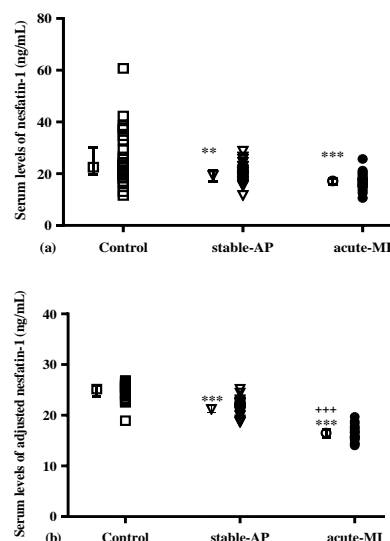 Serum levels of nesfatin-1 (ng/mL)
80
60
40
20
0
**
***
(a)
Control
stable-AP
acute-MI
Serum levels of adjusted nesfatin-1 (ng/mL)
40
30
20
10
0
***
+++
***
(b)
Control
stable-AP
acute-MI